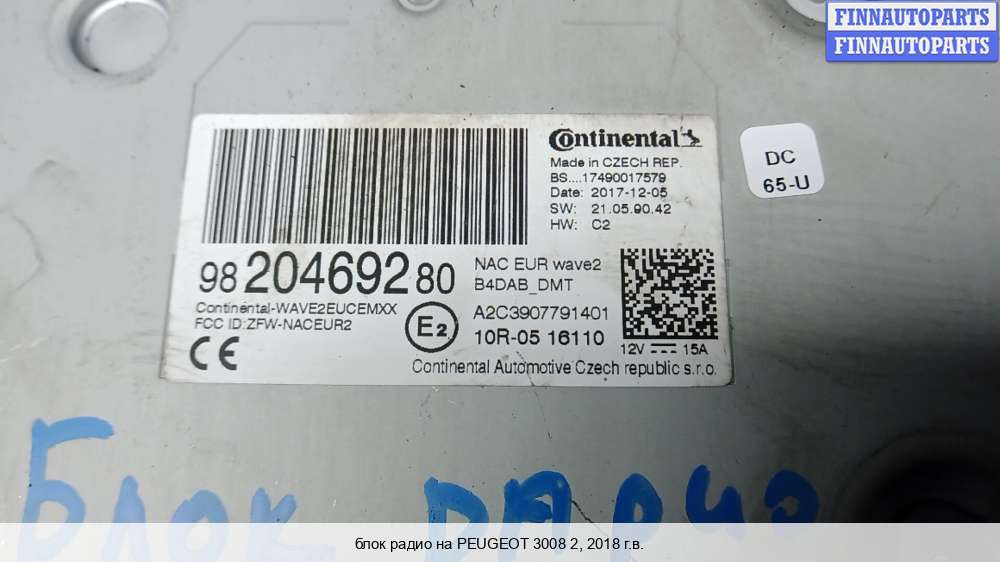 FINNAUTOPARTS
FINNAUTOPARTS
Continental
Made in CZECH REP.
BS....17490017579
Date: 2017-12-05
SW: 21.05.90.42
HW: C2
DC
65-U
98 204692 80
NAC EUR wave2
B4DAB_DMT
Continental-WAVE2EUCEMXX
FCC ID:ZFW-NACEUR2
E2
A2C3907791401
10R-05 16110
12V 15A
CE
Continental Automotive Czech republic s.r.o.
Блок радио
блок радио на PEUGEOT 3008 2, 2018 г.в.